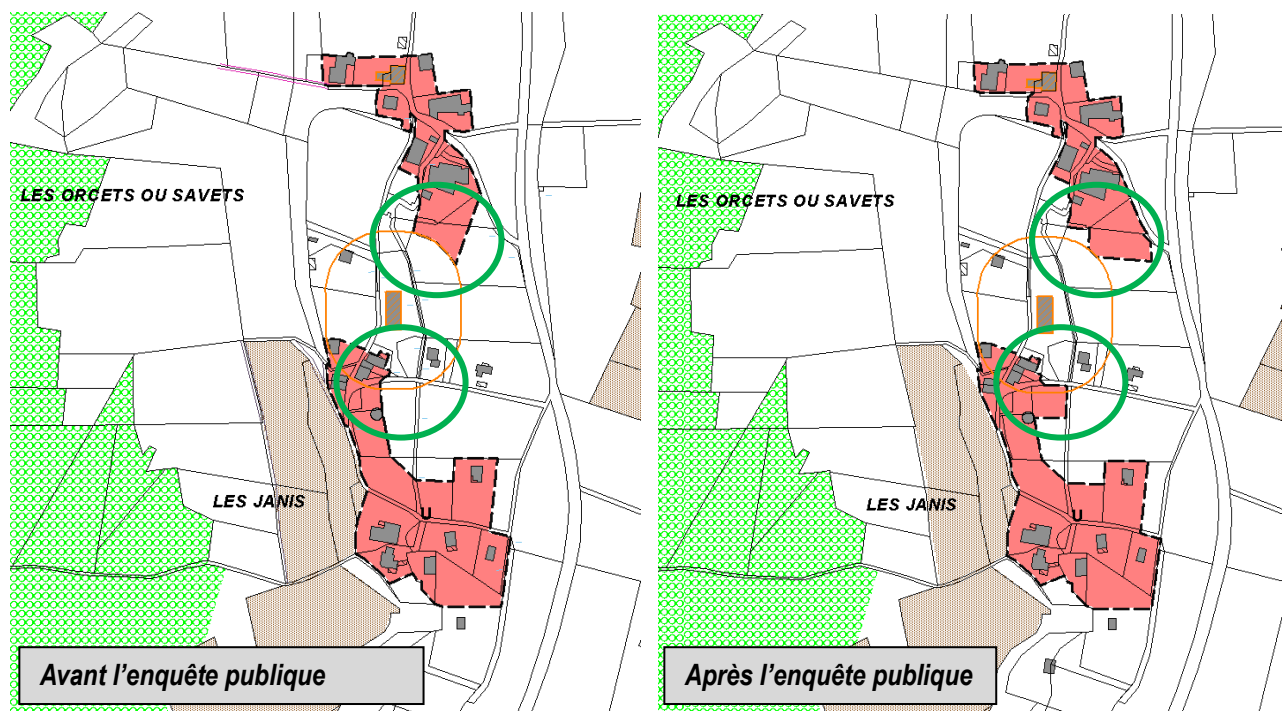 LES ORCETS OU SAVETS
LES JANIS
U
Avant l'enquête publique
LES ORCETS OU SAVETS
LES JANIS
U
Après l'enquête publique